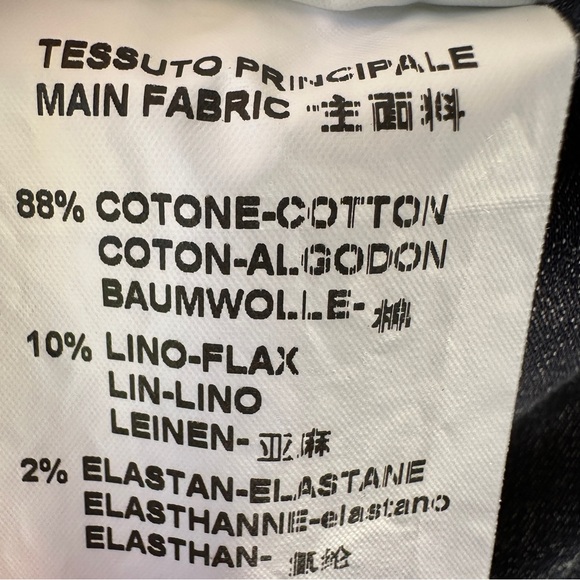 TESSUTO PRINCIPALE
MAIN FABRIC - 主面料
88% COTONE-COTTON
COTON-ALGODON
BAUMWOLLE-棉
10% LINO-FLAX
LIN-LINO
LEINEN-亚麻
2% ELASTAN-ELASTANE
ELASTHANNE-elastano
ELASTHAN-氨纶